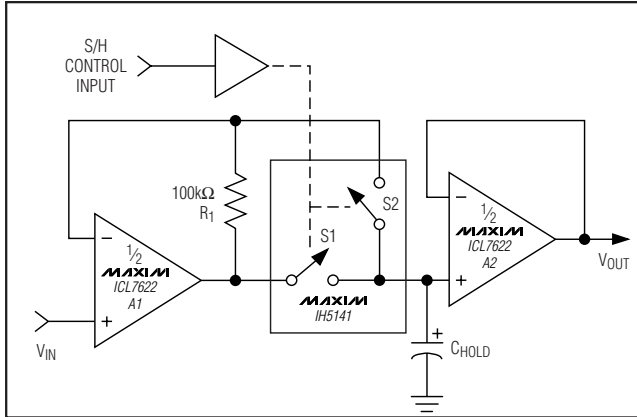 S/H
CONTROL
INPUT
100kΩ
R1
S2
S1
–
½
MAXIM
ICL7622
A1
+
VIN
MAXIM
IH5141
–
½
MAXIM
ICL7622
A2
+
VOUT
+
CHOLD